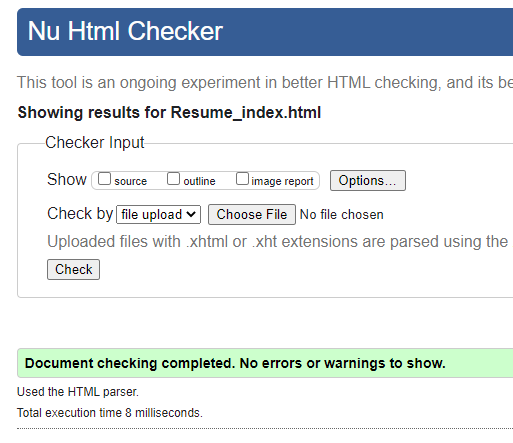 Nu Html Checker
This tool is an ongoing experiment in better HTML checking, and its be
Showing results for Resume_index.html
Checker Input
Show source outline image report Options...
Check by file upload Choose File No file chosen
Uploaded files with .xhtml or .xht extensions are parsed using the
Check
Document checking completed. No errors or warnings to show.
Used the HTML parser.
Total execution time 8 milliseconds.